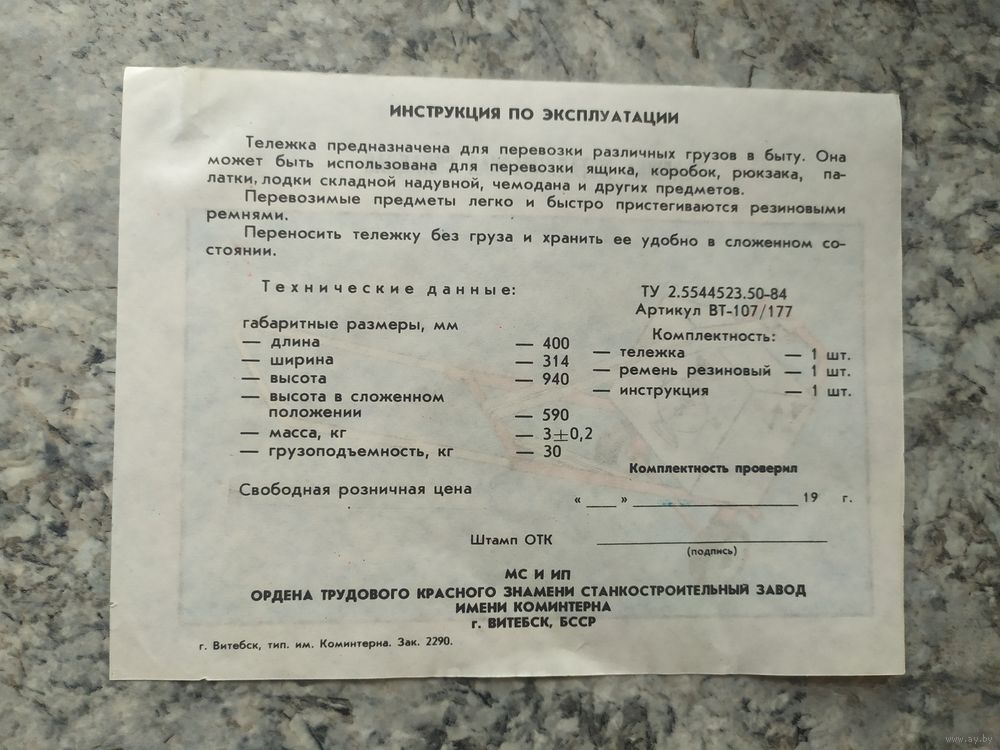 ИНСТРУКЦИЯ ПО ЭКСПЛУАТАЦИИ
Тележка предназначена для перевозки различных грузов в быту. Она
может быть использована для перевозки ящика, коробок, рюкзака, па-
латки, лодки складной надувной, чемодана и других предметов.
Перевозимые предметы легко и быстро пристегиваются резиновыми
ремнями.
Переносить тележку без груза и хранить ее удобно в сложенном со-
стоянии.
Технические данные:
габаритные размеры, мм
— длина — 400
— ширина — 314
— высота — 940
— высота в сложенном
положении — 590
— масса, кг — 3±0,2
— грузоподъемность, кг — 30
Свободная розничная цена
ТУ 2.5544523.50-84
Артикул ВТ-107/177
Комплектность:
— тележка — 1 шт.
— ремень резиновый — 1 шт.
— инструкция — 1 шт.
Комплектность проверил
« ___ » ______________ 19 г.
Штамп ОТК ______________
(подпись)
МС И ИП
ОРДЕНА ТРУДОВОГО КРАСНОГО ЗНАМЕНИ СТАНКОСТРОИТЕЛЬНЫЙ ЗАВОД
ИМЕНИ КОМИНТЕРНА
г. ВИТЕБСК, БССР
г. Витебск, тип. им. Коминтерна. Зак. 2290.
www.ay.by